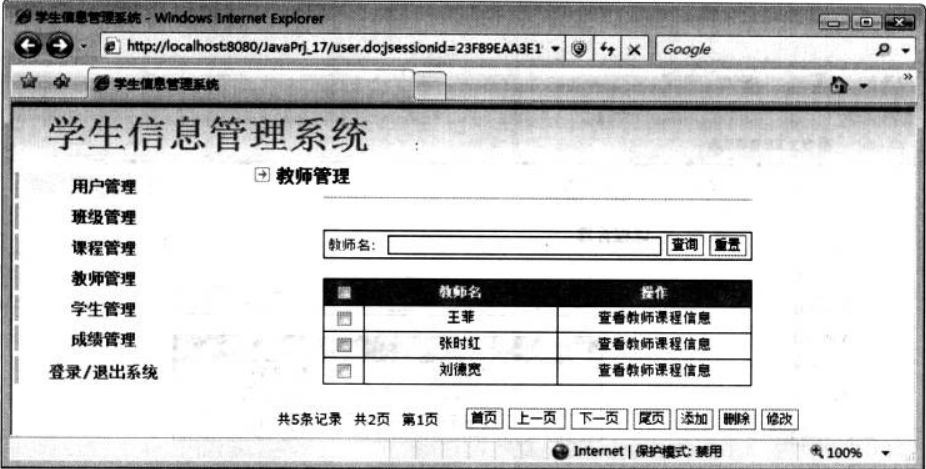 学生信息管理系统 - Windows Internet Explorer
http://localhost:8080/JavaPrj_17/user.do;jsessionid=23F89EAA3E1
Google
学生信息管理系统
学生信息管理系统
用户管理
班级管理
课程管理
教师管理
学生管理
成绩管理
登录/退出系统
教师管理
教师名: 查询 重置
教师名 操作
王菲 查看教师课程信息
张时红 查看教师课程信息
刘德宽 查看教师课程信息
共5条记录 共2页 第1页 首页 上一页 下一页 尾页 添加 删除 修改
Internet | 保护模式: 禁用 100%